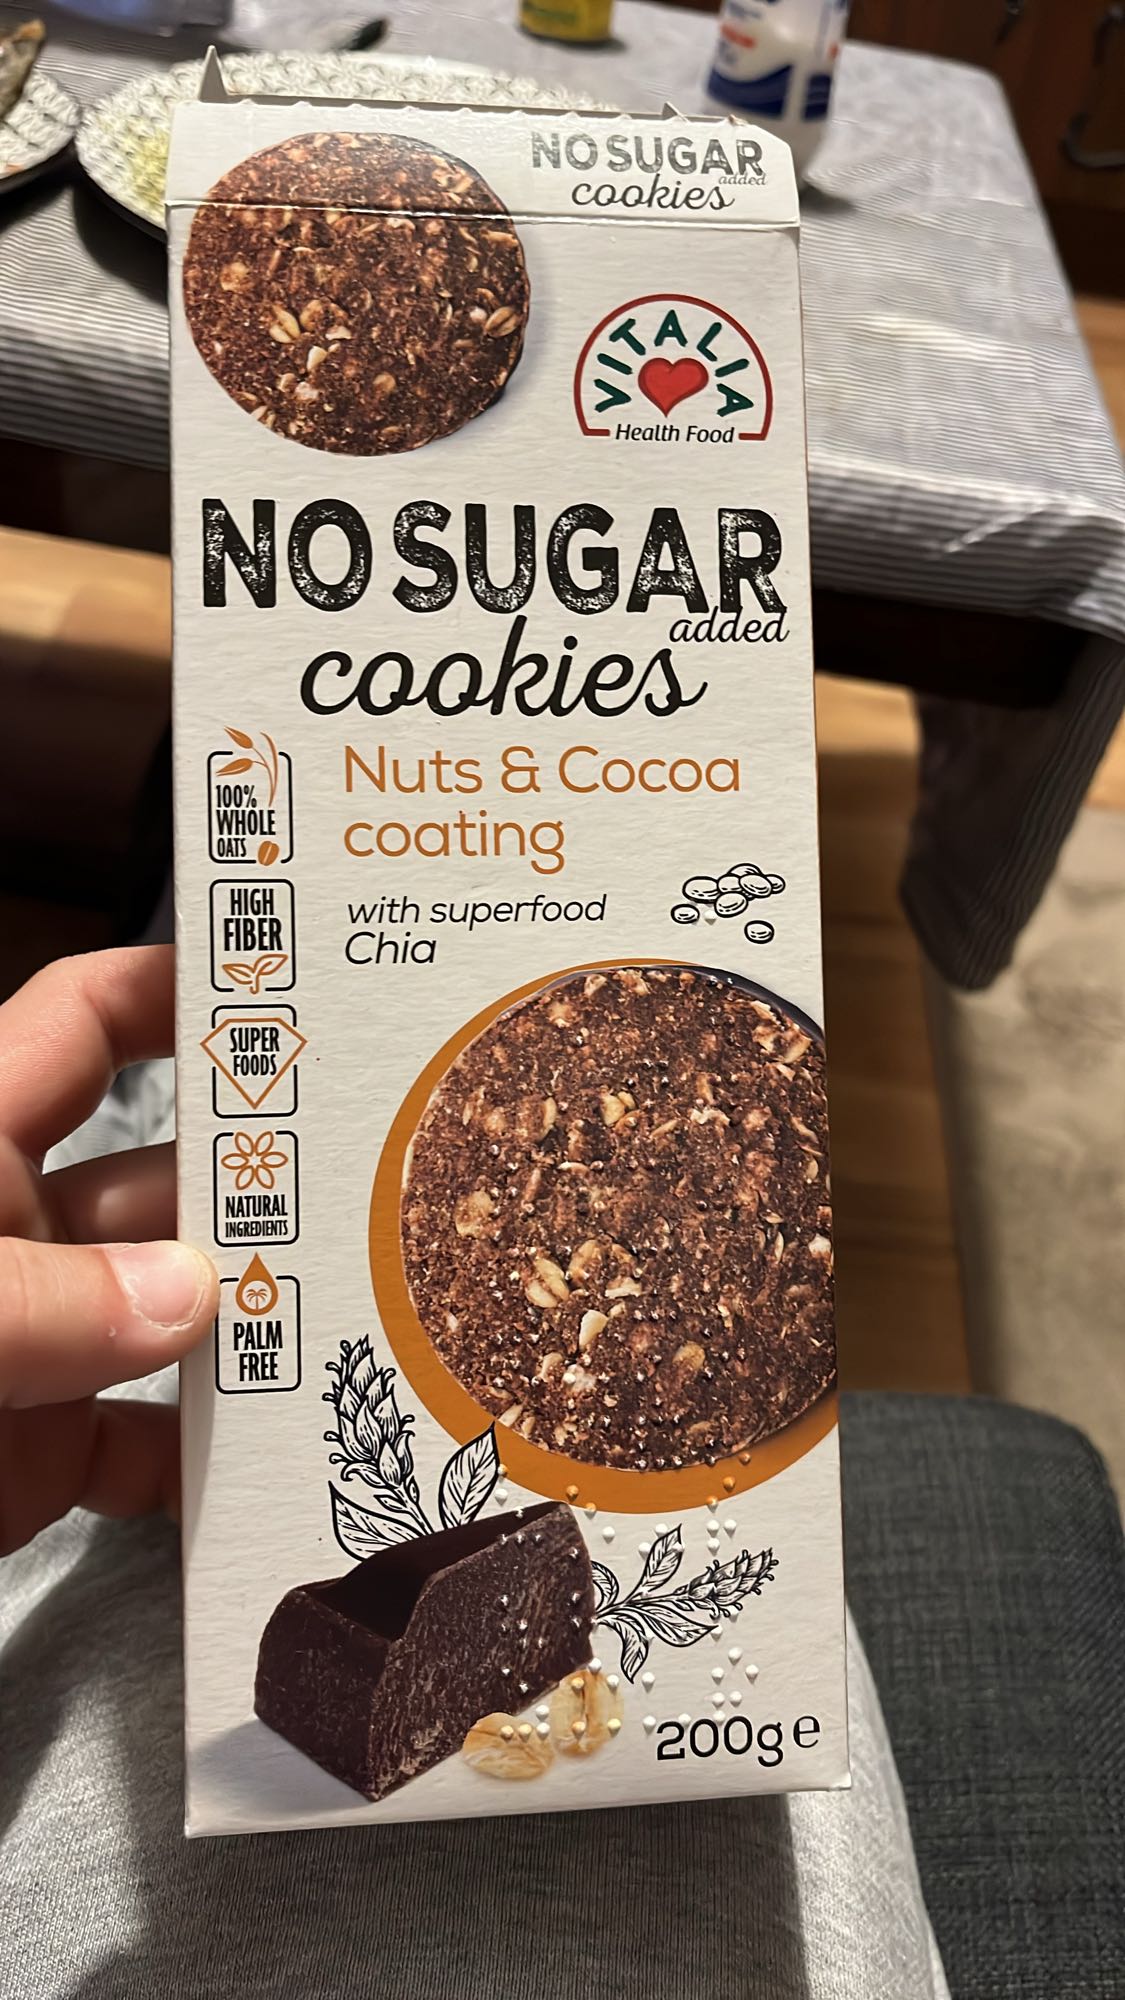 NO SUGAR
added
cookies
VITALIA
Health Food
NO SUGAR
added
cookies
Nuts & Cocoa
coating
with superfood
Chia
100%
WHOLE
OATS
HIGH
FIBER
SUPER
FOODS
NATURAL
INGREDIENTS
PALM
FREE
200g e